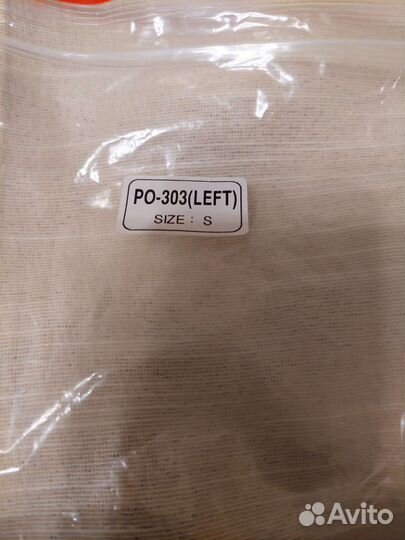 PO-303(LEFT)
SIZE : S
Avito